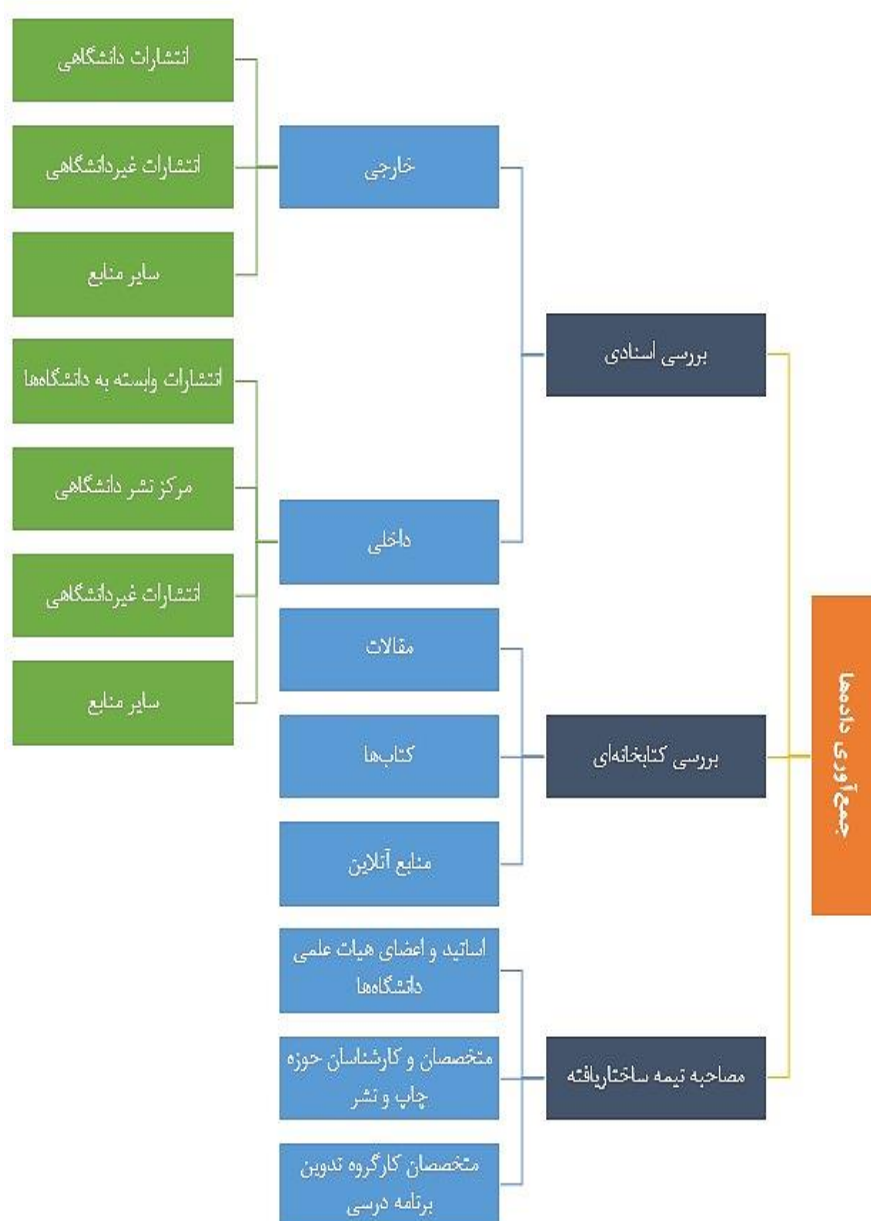 جمع‌آوری داده‌ها
بررسی اسنادی
خارجی
انتشارات دانشگاهی
انتشارات غیردانشگاهی
سایر منابع
داخلی
انتشارات وابسته به دانشگاه‌ها
مرکز نشر دانشگاهی
انتشارات غیردانشگاهی
سایر منابع
بررسی کتابخانه‌ای
مقالات
کتاب‌ها
منابع آنلاین
مصاحبه نیمه ساختاریافته
اساتید و اعضای هیات علمی
دانشگاه‌ها
متخصصان و کارشناسان حوزه
چاپ و نشر
متخصصان کارگروه تدوین
برنامه درسی